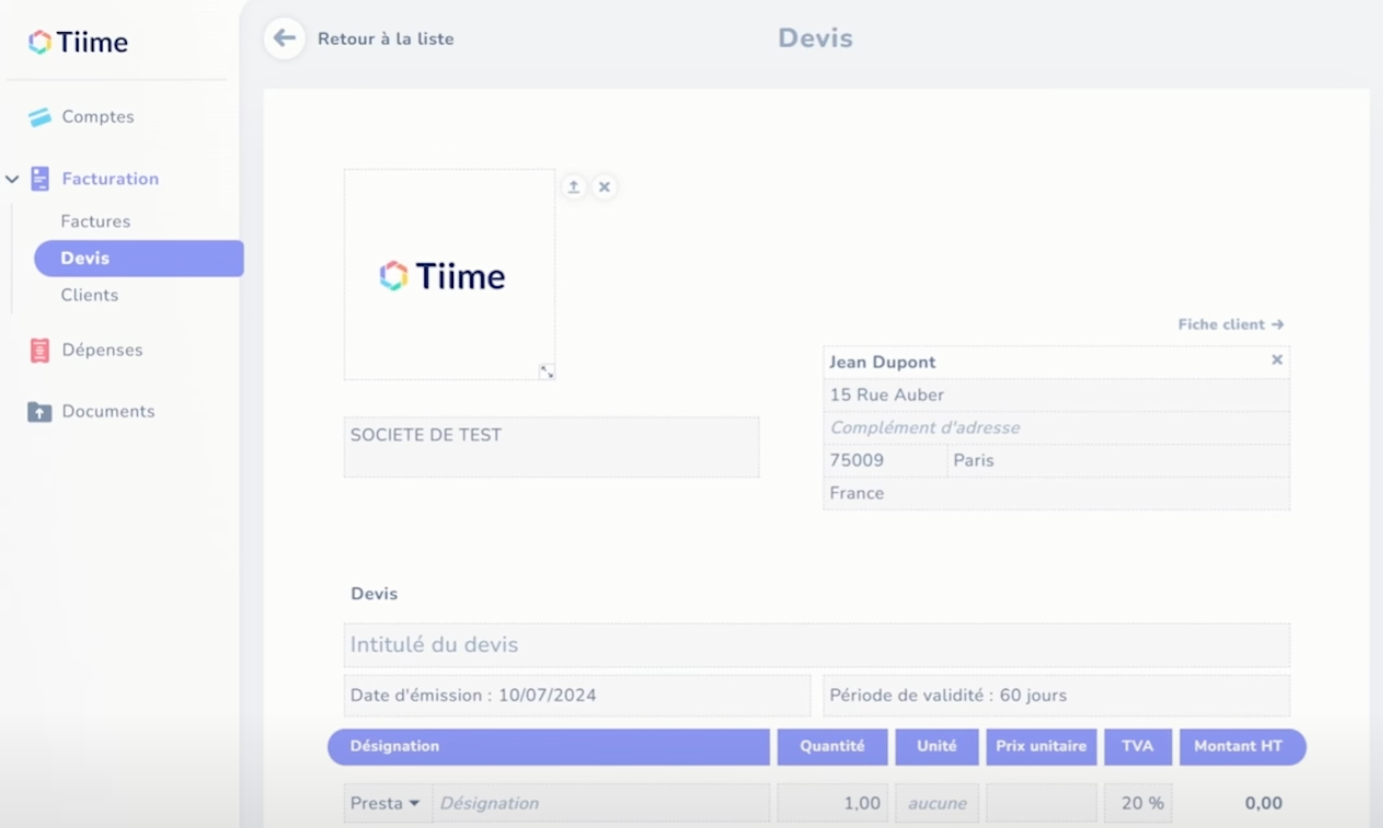 Tiime
Retour à la liste
Devis
Comptes
Facturation
Factures
Devis
Clients
Dépenses
Documents
Tiime
Fiche client →
Jean Dupont
15 Rue Auber
Complément d'adresse
75009 Paris
France
SOCIETE DE TEST
Devis
Intitulé du devis
Date d'émission : 10/07/2024 Période de validité : 60 jours
Désignation Quantité Unité Prix unitaire TVA Montant HT
Presta Désignation 1,00 aucune 20 % 0,00